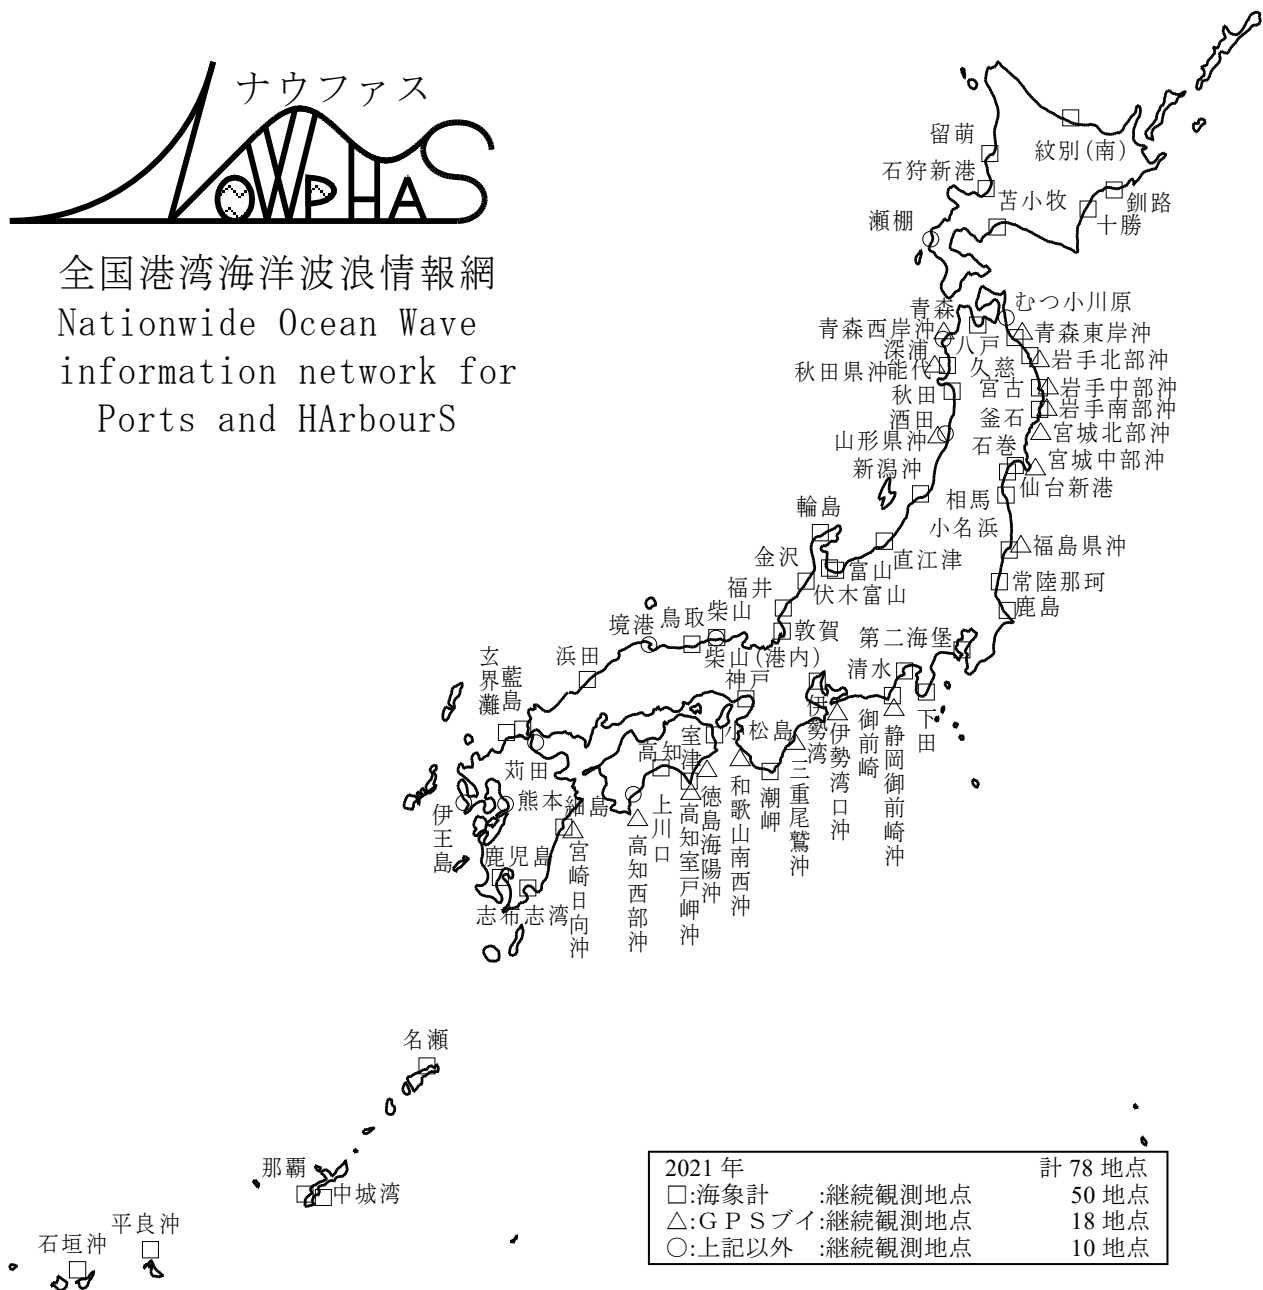 ナウファス
NOWPHAS
全国港湾海洋波浪情報網
Nationwide Ocean Wave
information network for
Ports and HArbourS
留萌
紋別(南)
石狩新港
苫小牧
釧路
十勝
瀬棚
青森
むつ小川原
青森西岸沖
青森東岸沖
深浦
八戸
岩手北部沖
秋田県沖
能代
久慈
秋田
宮古
岩手中部沖
酒田
釜石
岩手南部沖
山形県沖
石巻
宮城北部沖
新潟沖
宮城中部沖
仙台新港
相馬
輪島
小名浜
福島県沖
金沢
直江津
富山
伏木富山
常陸那珂
福井
鹿島
境港
鳥取
柴山
敦賀
第二海堡
玄界灘
藍島
浜田
柴山(港内)
清水
神戸
伊勢湾
伊勢湾口沖
御前崎
静岡御前崎沖
下田
小松島
室津
高知
苅田
熊本
細島
伊王島
上川口
高知室戸岬沖
徳島海陽沖
和歌山南西沖
潮岬
三重尾鷲沖
鹿児島
宮崎日向沖
高知西部沖
志布志湾
名瀬
那覇
中城湾
平良沖
石垣沖
2021 年 計 78 地点
□:海象計 :継続観測地点 50 地点
△:ＧＰＳブイ:継続観測地点 18 地点
○:上記以外 :継続観測地点 10 地点